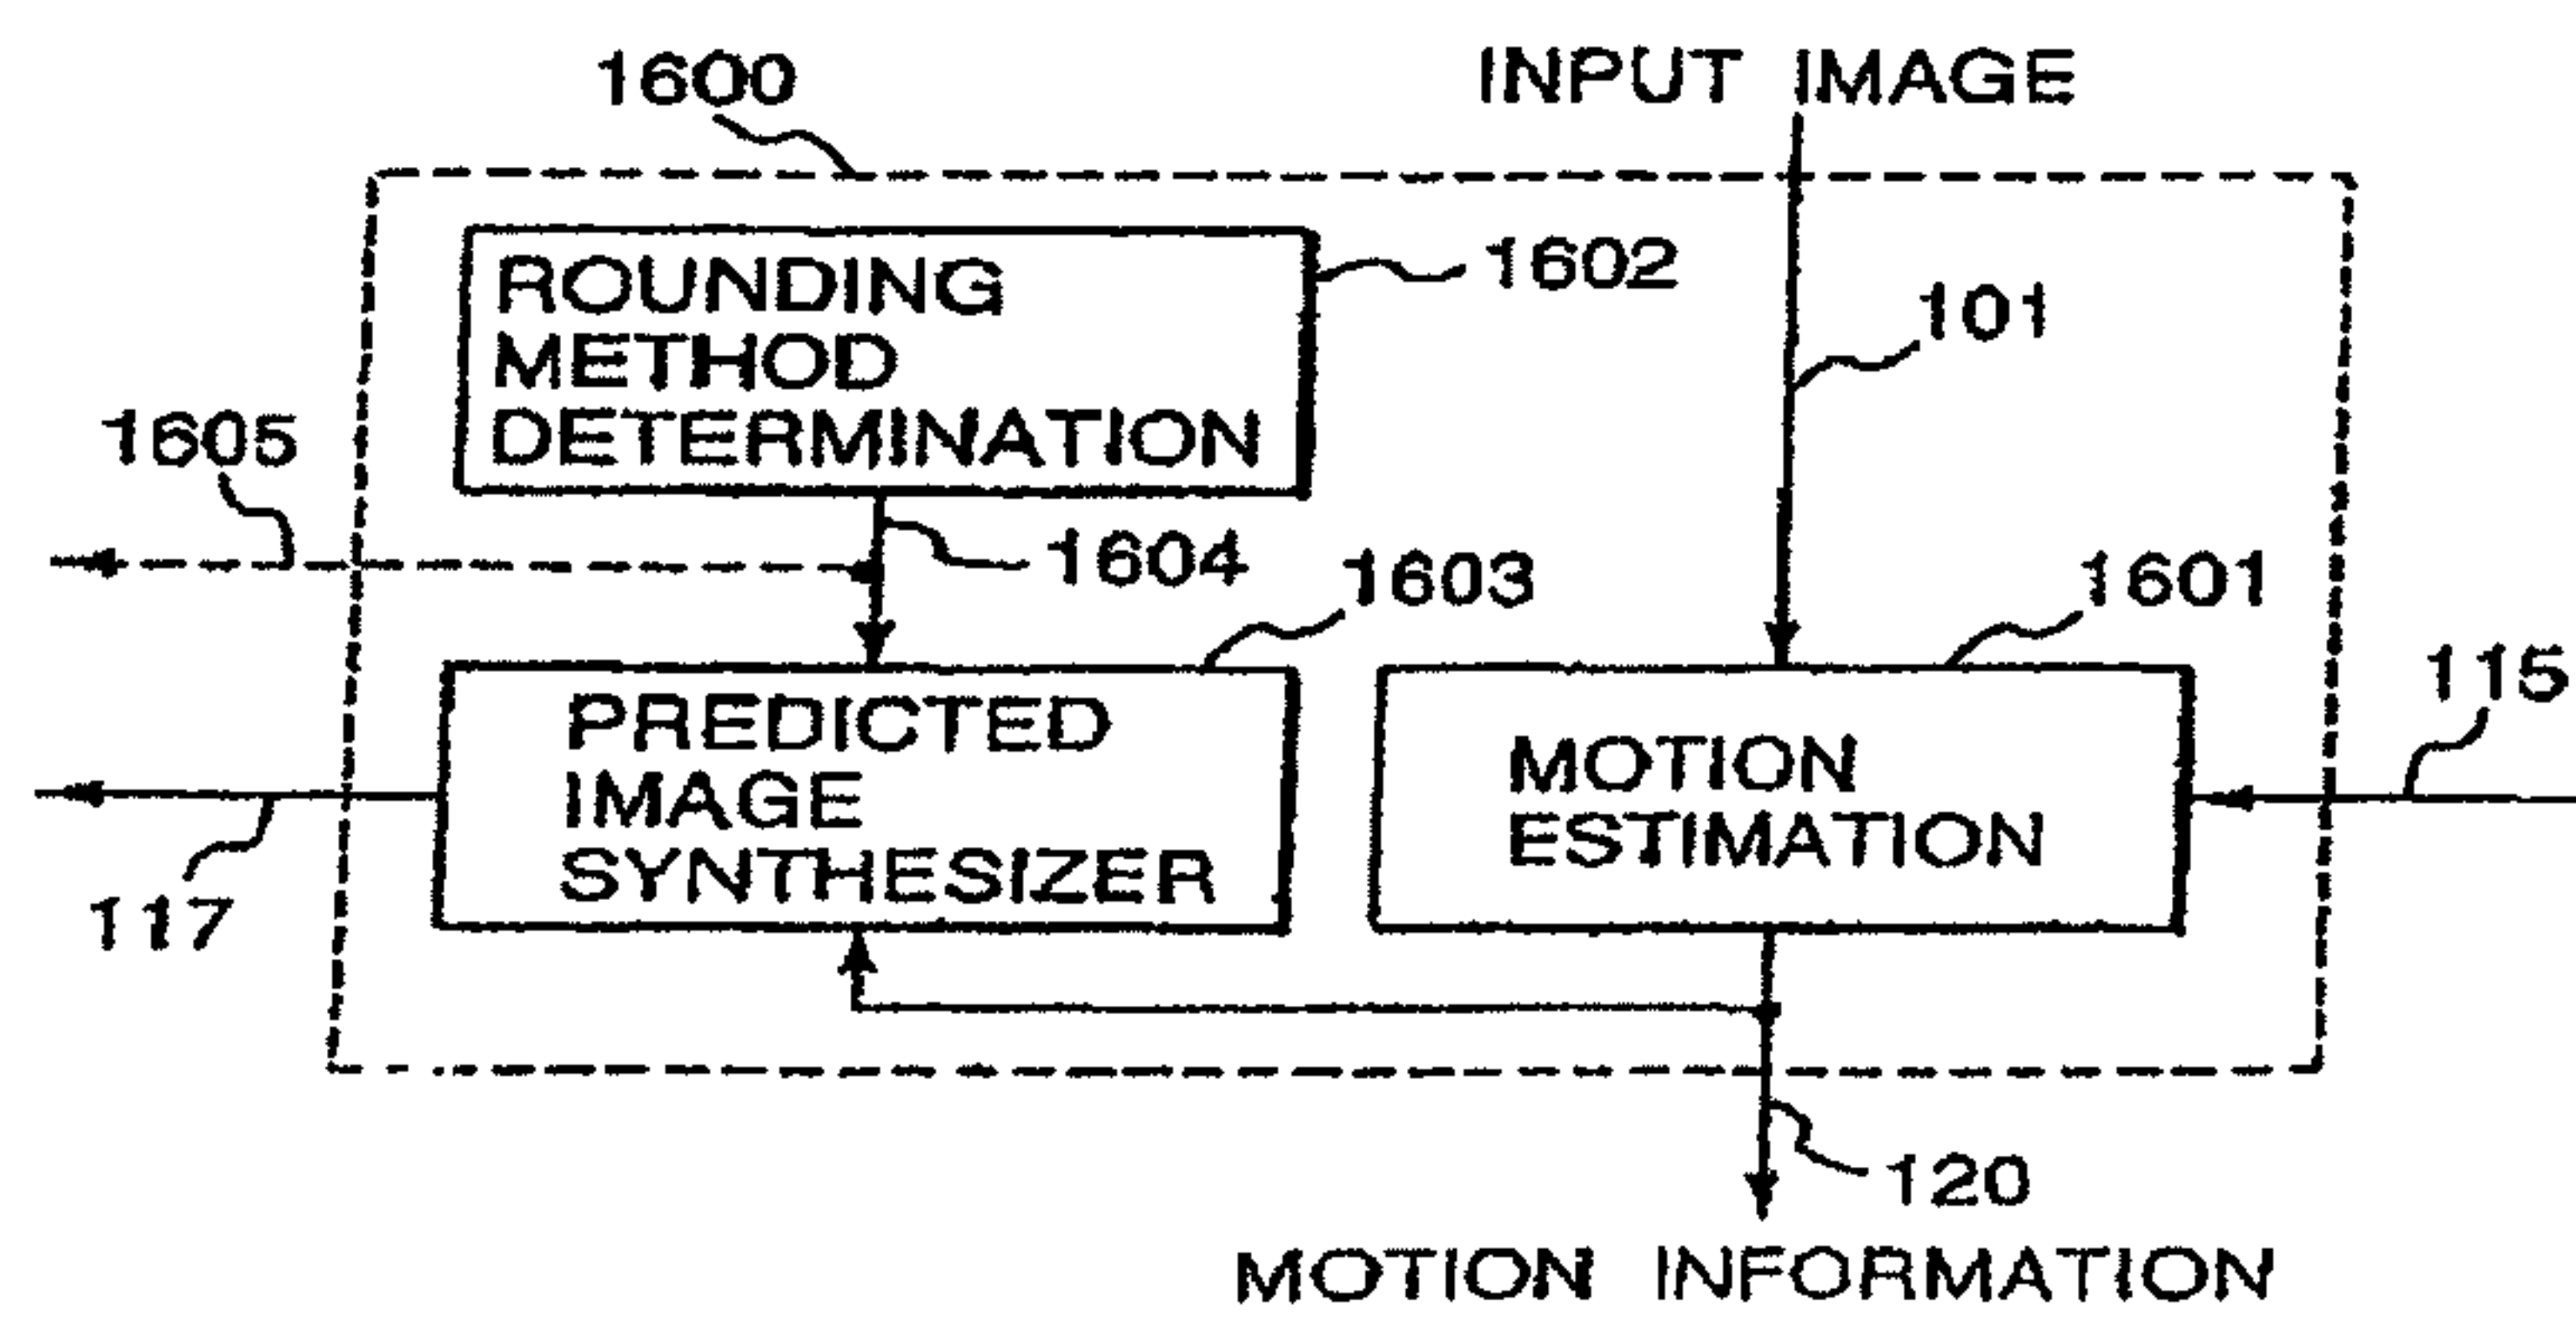 1600
INPUT IMAGE
ROUNDING
METHOD
DETERMINATION
1602
101
1605
1604
1603
1601
115
PREDICTED
IMAGE
SYNTHESIZER
MOTION
ESTIMATION
117
120
MOTION INFORMATION